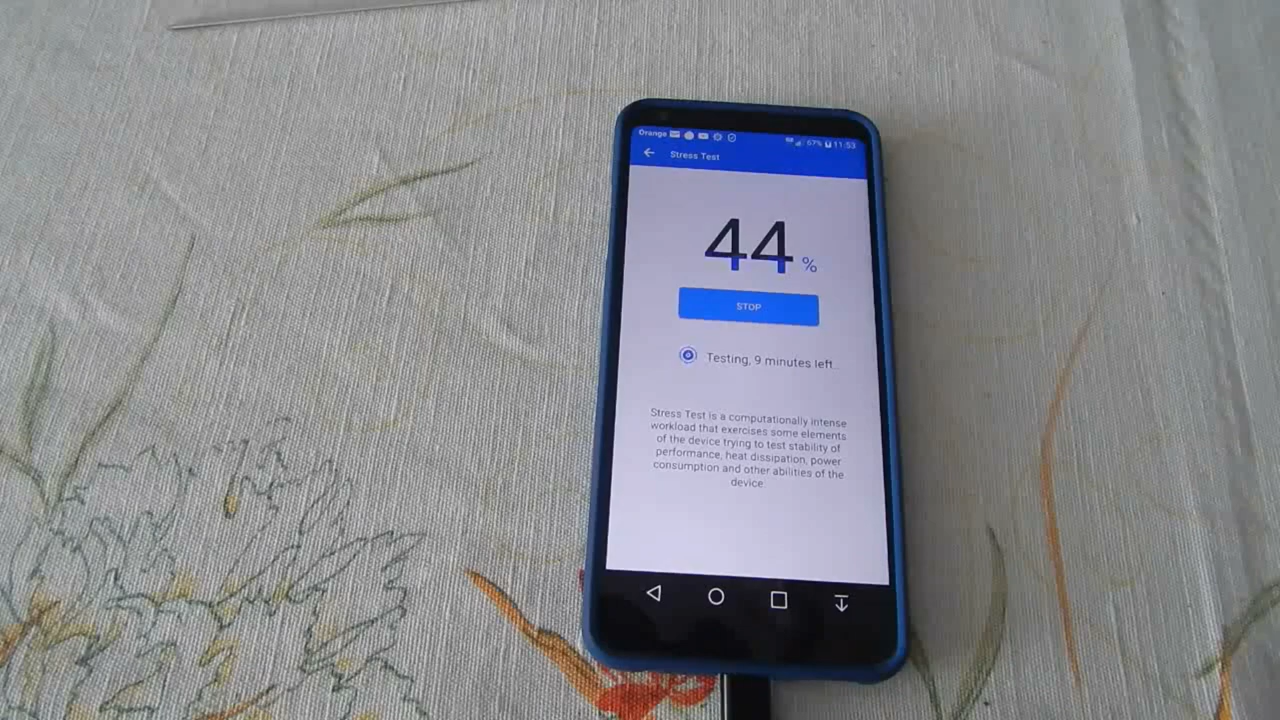 Orange 67% 11:53
Stress Test
44 %
STOP
Testing, 9 minutes left...
Stress Test is a computationally intense
workload that exercises some elements
of the device trying to test stability of
performance, heat dissipation, power
consumption and other abilities of the
device.